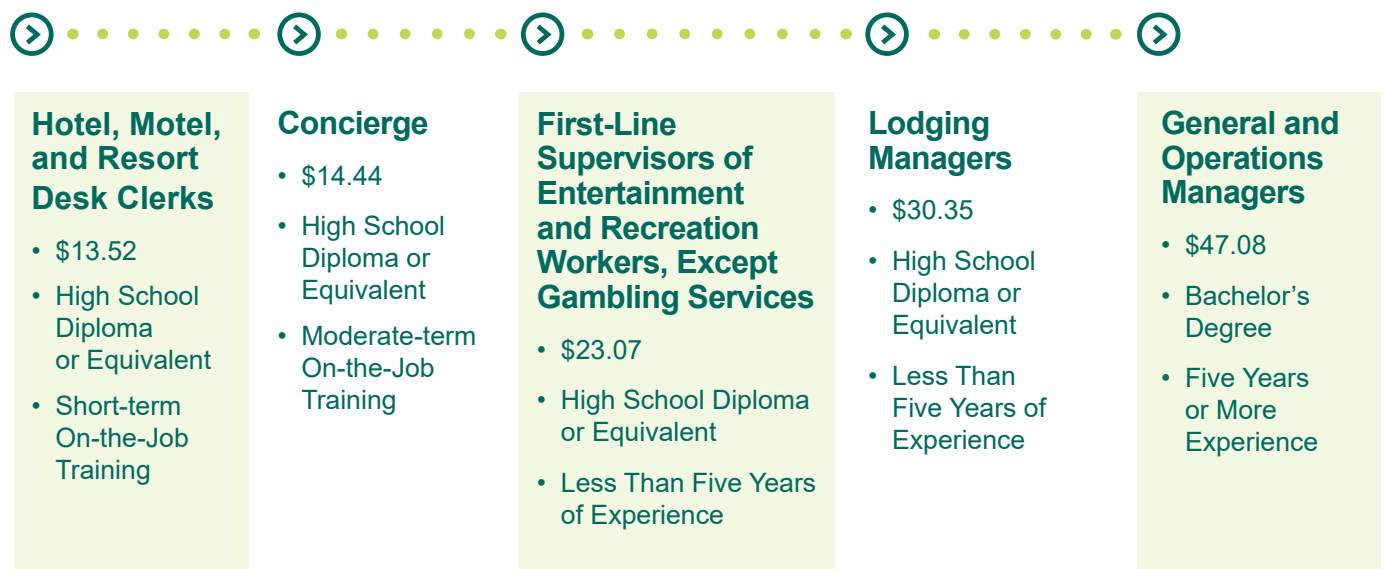 Hotel, Motel,
and Resort
Desk Clerks
• $13.52
• High School
Diploma
or Equivalent
• Short-term
On-the-Job
Training
Concierge
• $14.44
• High School
Diploma or
Equivalent
• Moderate-term
On-the-Job
Training
First-Line
Supervisors of
Entertainment
and Recreation
Workers, Except
Gambling Services
• $23.07
• High School Diploma
or Equivalent
• Less Than Five Years
of Experience
Lodging
Managers
• $30.35
• High School
Diploma or
Equivalent
• Less Than
Five Years of
Experience
General and
Operations
Managers
• $47.08
• Bachelor’s
Degree
• Five Years
or More
Experience